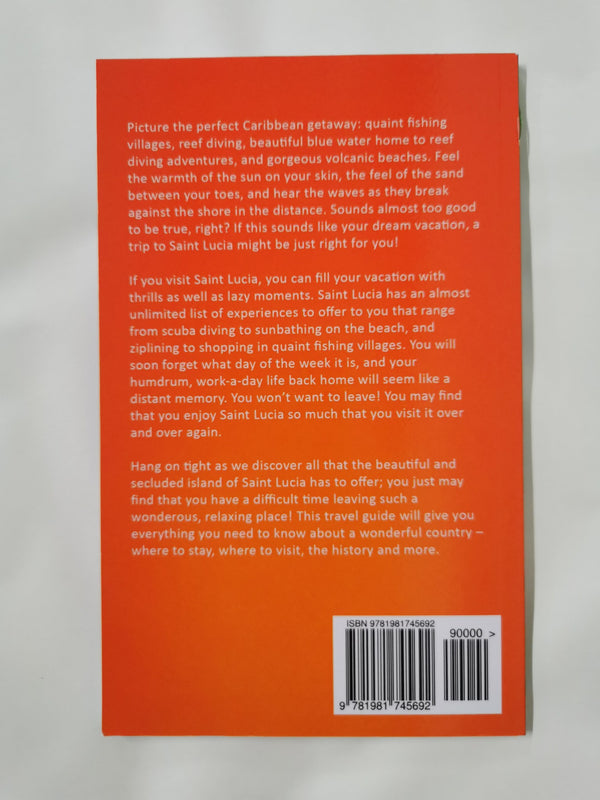 Picture the perfect Caribbean getaway: quaint fishing
villages, reef diving, beautiful blue water home to reef
diving adventures, and gorgeous volcanic beaches. Feel
the warmth of the sun on your skin, the feel of the sand
between your toes, and hear the waves as they break
against the shore in the distance. Sounds almost too good
to be true, right? If this sounds like your dream vacation, a
trip to Saint Lucia might be just right for you!
If you visit Saint Lucia, you can fill your vacation with
thrills as well as lazy moments. Saint Lucia has an almost
unlimited list of experiences to offer to you that range
from scuba diving to sunbathing on the beach, and
ziplining to shopping in quaint fishing villages. You will
soon forget what day of the week it is, and your
humdrum, work-a-day life back home will seem like a
distant memory. You won't want to leave! You may find
that you enjoy Saint Lucia so much that you visit it over
and over again.
Hang on tight as we discover all that the beautiful and
secluded island of Saint Lucia has to offer; you just may
find that you have a difficult time leaving such a
wonderous, relaxing place! This travel guide will give you
everything you need to know about a wonderful country –
where to stay, where to visit, the history and more.
ISBN 9781981745692
90000 >
9 781981 745692